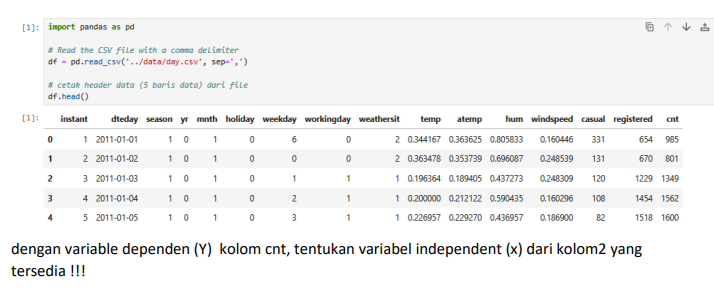 [1]: import pandas as pd
# Read the CSV file with a comma delimiter
df = pd.read_csv('../data/day.csv', sep=',')
# cetak header data (5 baris data) dari file
df.head()
[1]: instant dteday season yr mnth holiday weekday workingday weathersit temp atemp hum windspeed casual registered cnt
0 1 2011-01-01 1 0 1 0 6 0 2 0.344167 0.363625 0.805833 0.160446 331 654 985
1 2 2011-01-02 1 0 1 0 0 0 2 0.363478 0.353739 0.696087 0.248539 131 670 801
2 3 2011-01-03 1 0 1 0 1 1 1 0.196364 0.189405 0.437273 0.248309 120 1229 1349
3 4 2011-01-04 1 0 1 0 2 1 1 0.200000 0.212122 0.590435 0.160296 108 1454 1562
4 5 2011-01-05 1 0 1 0 3 1 1 0.226957 0.229270 0.436957 0.186900 82 1518 1600
dengan variable dependen (Y) kolom cnt, tentukan variabel independent (x) dari kolom2 yang
tersedia !!!